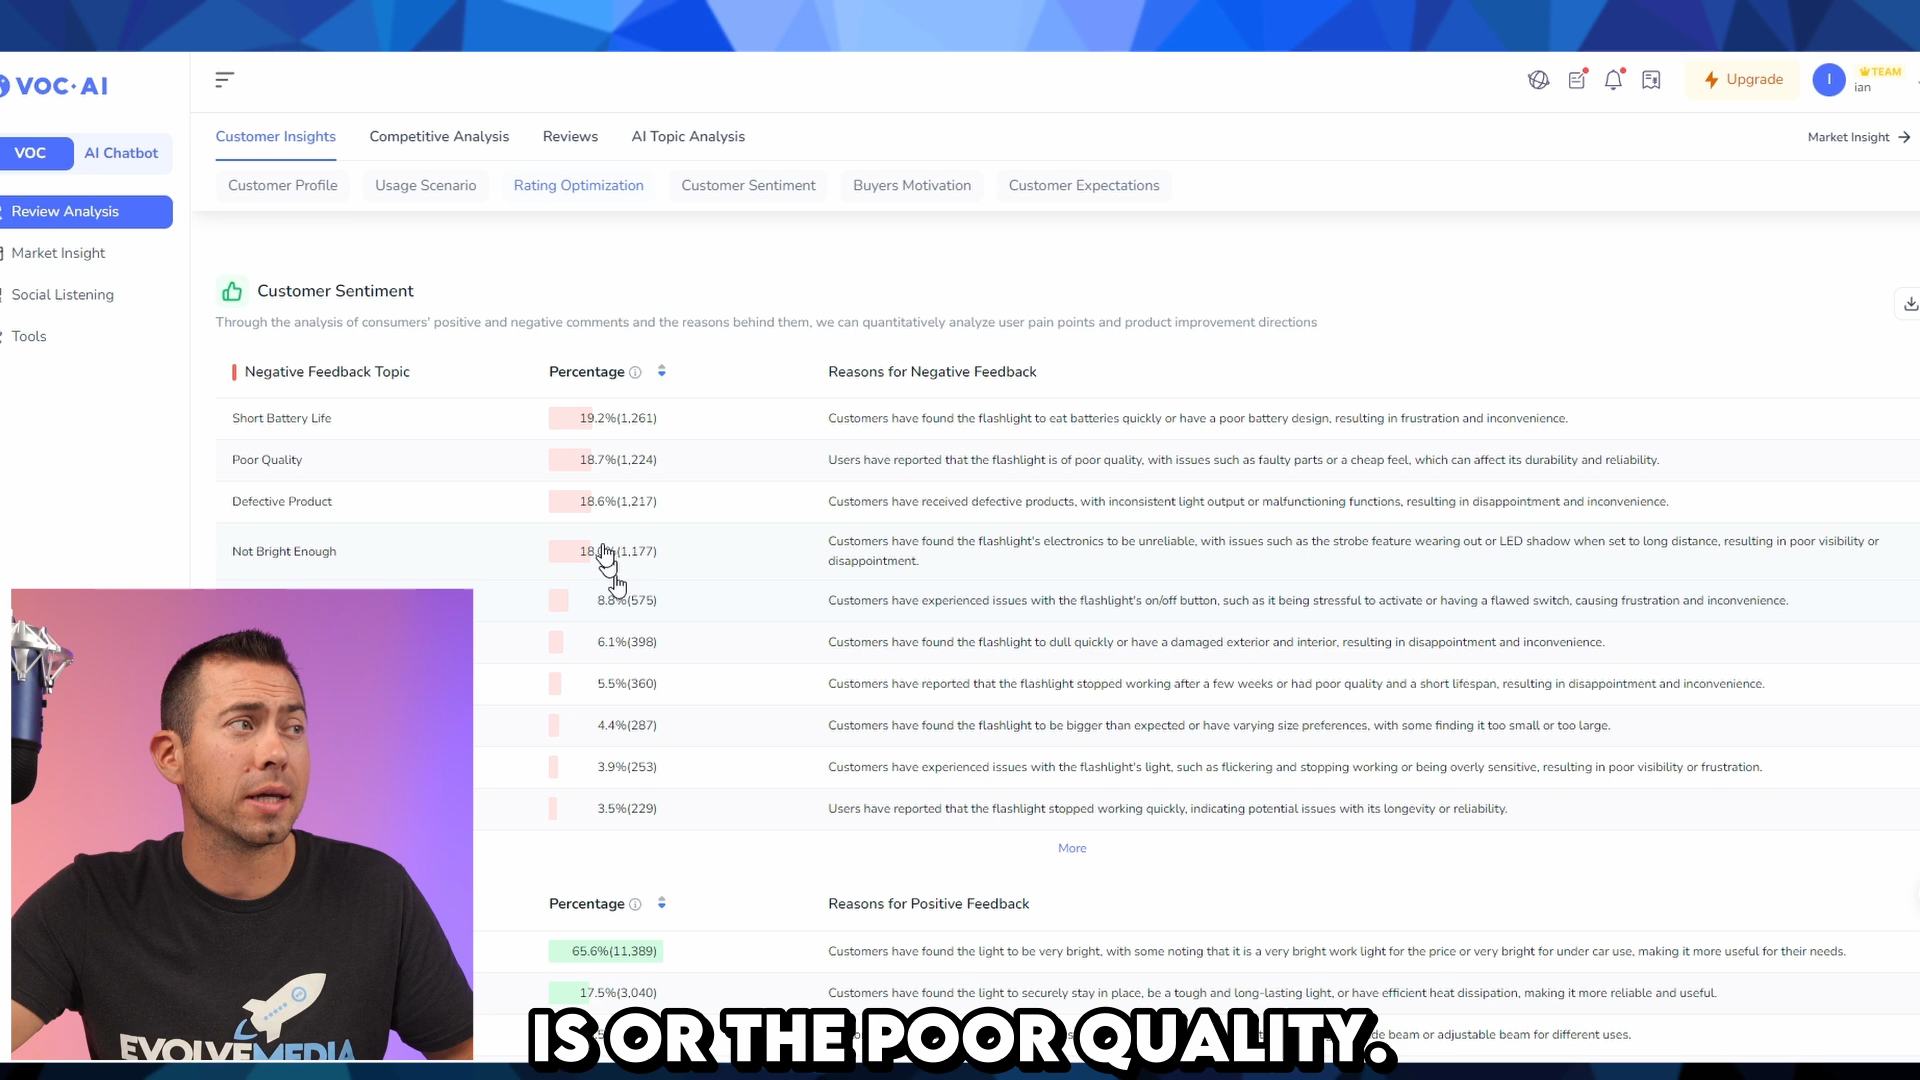 VOC·AI
Upgrade
I
TEAM
ian
VOC
AI Chatbot
Customer Insights
Competitive Analysis
Reviews
AI Topic Analysis
Market Insight
Customer Profile
Usage Scenario
Rating Optimization
Customer Sentiment
Buyers Motivation
Customer Expectations
Review Analysis
Market Insight
Social Listening
Tools
Customer Sentiment
Through the analysis of consumers' positive and negative comments and the reasons behind them, we can quantitatively analyze user pain points and product improvement directions
Negative Feedback Topic
Percentage
Reasons for Negative Feedback
Short Battery Life
19.2%(1,261)
Customers have found the flashlight to eat batteries quickly or have a poor battery design, resulting in frustration and inconvenience.
Poor Quality
18.7%(1,224)
Users have reported that the flashlight is of poor quality, with issues such as faulty parts or a cheap feel, which can affect its durability and reliability.
Defective Product
18.6%(1,217)
Customers have received defective products, with inconsistent light output or malfunctioning functions, resulting in disappointment and inconvenience.
Not Bright Enough
(1,177)
Customers have found the flashlight's electronics to be unreliable, with issues such as the strobe feature wearing out or LED shadow when set to long distance, resulting in poor visibility or
disappointment.
8.8%(575)
Customers have experienced issues with the flashlight's on/off button, such as it being stressful to activate or having a flawed switch, causing frustration and inconvenience.
6.1%(398)
Customers have found the flashlight to dull quickly or have a damaged exterior and interior, resulting in disappointment and inconvenience.
5.5%(360)
Customers have reported that the flashlight stopped working after a few weeks or had poor quality and a short lifespan, resulting in disappointment and inconvenience.
4.4%(287)
Customers have found the flashlight to be bigger than expected or have varying size preferences, with some finding it too small or too large.
3.9%(253)
Customers have experienced issues with the flashlight's light, such as flickering and stopping working or being overly sensitive, resulting in poor visibility or frustration.
3.5%(229)
Users have reported that the flashlight stopped working quickly, indicating potential issues with its longevity or reliability.
More
Percentage
Reasons for Positive Feedback
65.6%(11,389)
Customers have found the light to be very bright, with some noting that it is a very bright work light for the price or very bright for under car use, making it more useful for their needs.
17.5%(3,040)
Customers have found the light to securely stay in place, be a tough and long-lasting light, or have efficient heat dissipation, making it more reliable and useful.
beam or adjustable beam for different uses.
EVOLVEMEDIA
IS OR THE POOR QUALITY.